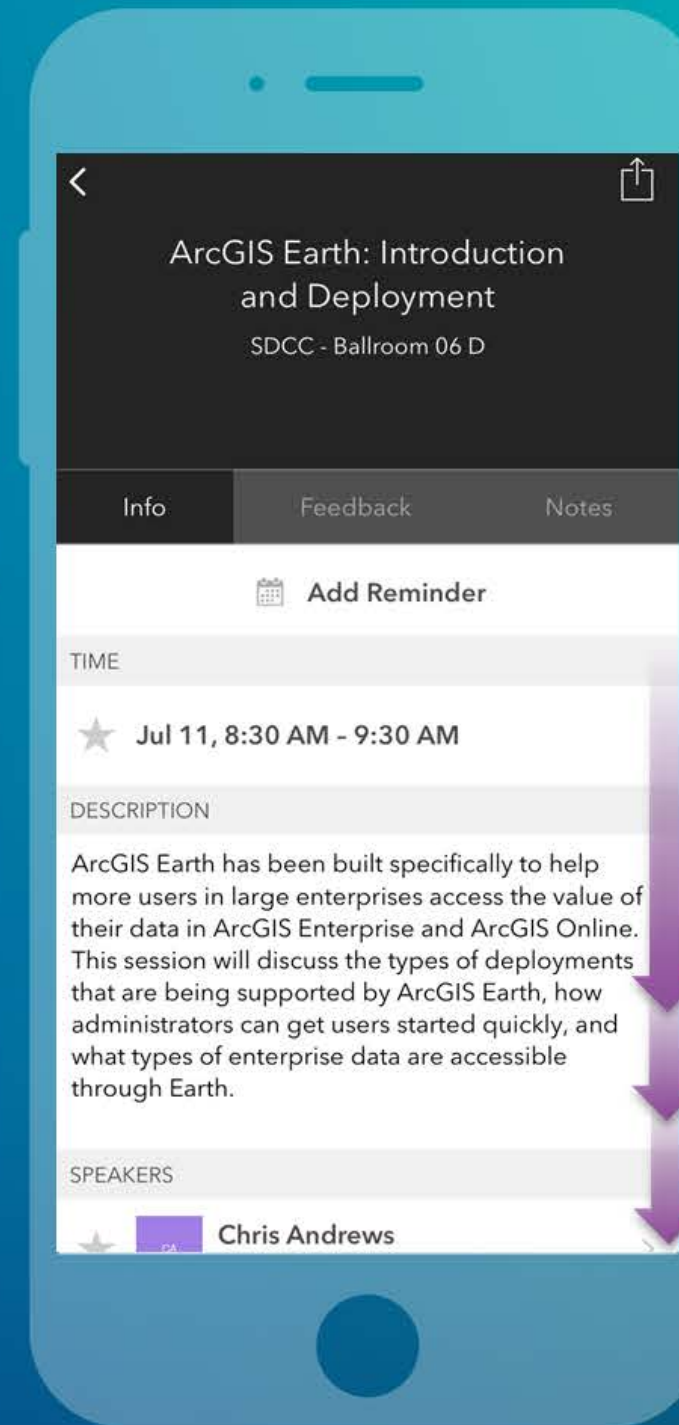 ArcGIS Earth: Introduction
and Deployment
SDCC - Ballroom 06 D
Info Feedback Notes
Add Reminder
TIME
Jul 11, 8:30 AM – 9:30 AM
DESCRIPTION
ArcGIS Earth has been built specifically to help
more users in large enterprises access the value of
their data in ArcGIS Enterprise and ArcGIS Online.
This session will discuss the types of deployments
that are being supported by ArcGIS Earth, how
administrators can get users started quickly, and
what types of enterprise data are accessible
through Earth.
SPEAKERS
CA Chris Andrews